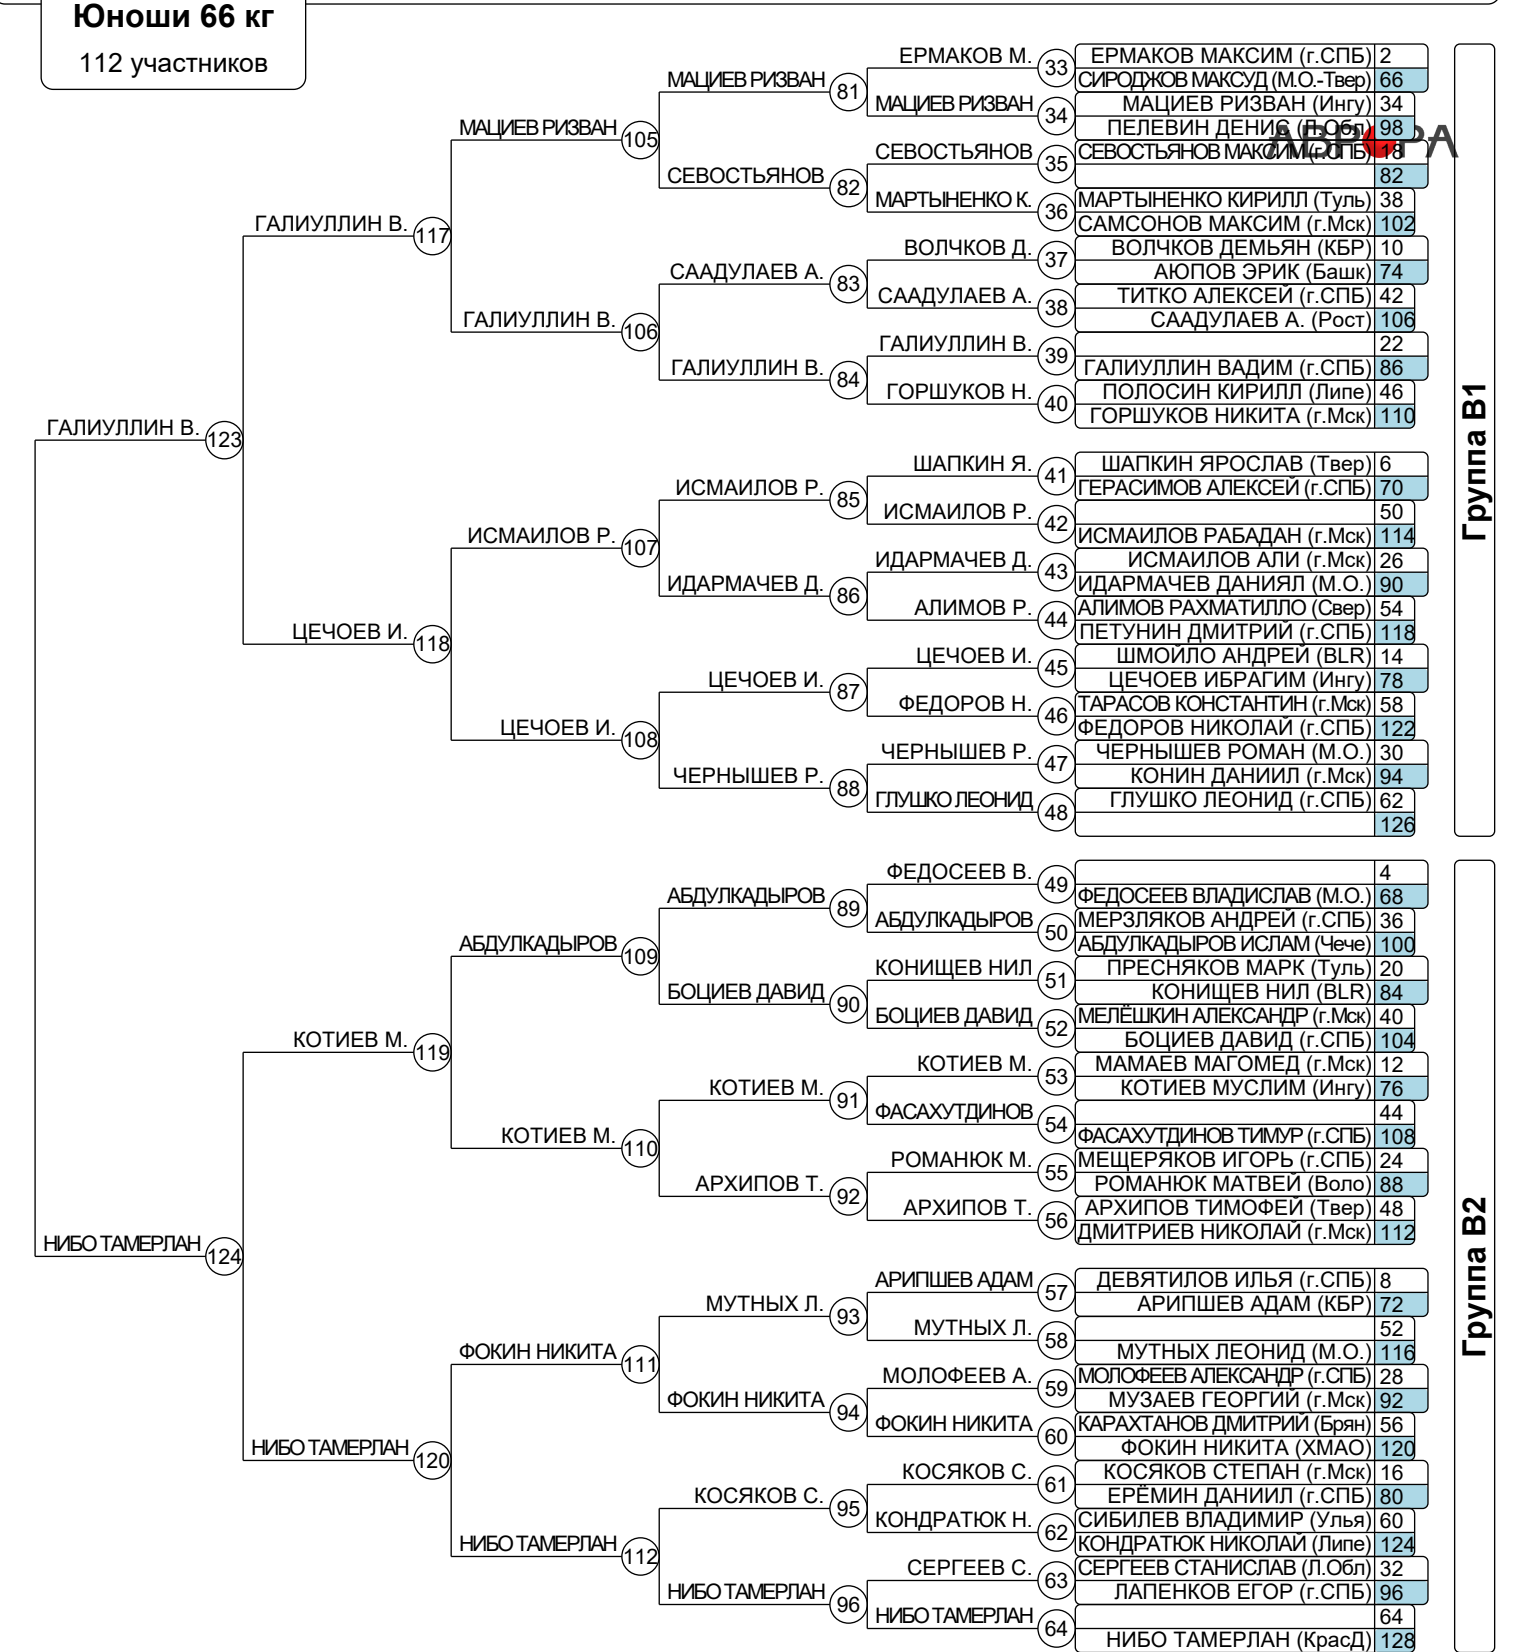 Юноши 66 кг
112 участников
ЕРМАКОВ М. 33 ЕРМАКОВ МАКСИМ (г.СПБ) 2
МАЦИЕВ РИЗВАН 81 СИРОДЖОВ МАКСУД (М.О.-Твер) 66
МАЦИЕВ РИЗВАН 34 МАЦИЕВ РИЗВАН (Ингу) 34
МАЦИЕВ РИЗВАН 105 ПЕЛЕВИН ДЕНИС (Л.Обл) 98
АВРОРА
СЕВОСТЬЯНОВ 35 СЕВОСТЬЯНОВ МАКСИМ (г.СПБ) 18
СЕВОСТЬЯНОВ 82 82
МАРТЫНЕНКО К. 36 МАРТЫНЕНКО КИРИЛЛ (Туль) 38
ГАЛИУЛЛИН В. 117 САМСОНОВ МАКСИМ (г.Мск) 102
ВОЛЧКОВ Д. 37 ВОЛЧКОВ ДЕМЬЯН (КБР) 10
СААДУЛАЕВ А. 83 АЮПОВ ЭРИК (Башк) 74
СААДУЛАЕВ А. 38 ТИТКО АЛЕКСЕЙ (г.СПБ) 42
ГАЛИУЛЛИН В. 106 СААДУЛАЕВ А. (Рост) 106
ГАЛИУЛЛИН В. 39 22
ГАЛИУЛЛИН В. 84 ГАЛИУЛЛИН ВАДИМ (г.СПБ) 86
ГОРШУКОВ Н. 40 ПОЛОСИН КИРИЛЛ (Липе) 46
ГОРШУКОВ НИКИТА (г.Мск) 110
Группа B1
ГАЛИУЛЛИН В. 123
ШАПКИН Я. 41 ШАПКИН ЯРОСЛАВ (Твер) 6
ИСМАИЛОВ Р. 85 ГЕРАСИМОВ АЛЕКСЕЙ (г.СПБ) 70
ИСМАИЛОВ Р. 42 50
ИСМАИЛОВ Р. 107 ИСМАИЛОВ РАБАДАН (г.Мск) 114
ИДАРМАЧЕВ Д. 43 ИСМАИЛОВ АЛИ (г.Мск) 26
ИДАРМАЧЕВ Д. 86 ИДАРМАЧЕВ ДАНИЯЛ (М.О.) 90
АЛИМОВ Р. 44 АЛИМОВ РАХМАТИЛЛО (Свер) 54
ЦЕЧОЕВ И. 118 ПЕТУНИН ДМИТРИЙ (г.СПБ) 118
ЦЕЧОЕВ И. 45 ШМОЙЛО АНДРЕЙ (BLR) 14
ЦЕЧОЕВ И. 87 ЦЕЧОЕВ ИБРАГИМ (Ингу) 78
ФЕДОРОВ Н. 46 ТАРАСОВ КОНСТАНТИН (г.Мск) 58
ЦЕЧОЕВ И. 108 ФЕДОРОВ НИКОЛАЙ (г.СПБ) 122
ЧЕРНЫШЕВ Р. 47 ЧЕРНЫШЕВ РОМАН (М.О.) 30
ЧЕРНЫШЕВ Р. 88 КОНИН ДАНИИЛ (г.Мск) 94
ГЛУШКО ЛЕОНИД 48 ГЛУШКО ЛЕОНИД (г.СПБ) 62
126
ФЕДОСЕЕВ В. 49 4
АБДУЛКАДЫРОВ 89 ФЕДОСЕЕВ ВЛАДИСЛАВ (М.О.) 68
АБДУЛКАДЫРОВ 50 МЕРЗЛЯКОВ АНДРЕЙ (г.СПБ) 36
АБДУЛКАДЫРОВ 109 АБДУЛКАДЫРОВ ИСЛАМ (Чече) 100
КОНИЩЕВ НИЛ 51 ПРЕСНЯКОВ МАРК (Туль) 20
БОЦИЕВ ДАВИД 90 КОНИЩЕВ НИЛ (BLR) 84
БОЦИЕВ ДАВИД 52 МЕЛЁШКИН АЛЕКСАНДР (г.Мск) 40
КОТИЕВ М. 119 БОЦИЕВ ДАВИД (г.СПБ) 104
КОТИЕВ М. 53 МАМАЕВ МАГОМЕД (г.Мск) 12
КОТИЕВ М. 91 КОТИЕВ МУСЛИМ (Ингу) 76
ФАСАХУТДИНОВ 54 44
КОТИЕВ М. 110 ФАСАХУТДИНОВ ТИМУР (г.СПБ) 108
РОМАНЮК М. 55 МЕЩЕРЯКОВ ИГОРЬ (г.СПБ) 24
АРХИПОВ Т. 92 РОМАНЮК МАТВЕЙ (Воло) 88
АРХИПОВ Т. 56 АРХИПОВ ТИМОФЕЙ (Твер) 48
ДМИТРИЕВ НИКОЛАЙ (г.Мск) 112
Группа B2
НИБО ТАМЕРЛАН 124
АРИПШЕВ АДАМ 57 ДЕВЯТИЛОВ ИЛЬЯ (г.СПБ) 8
МУТНЫХ Л. 93 АРИПШЕВ АДАМ (КБР) 72
МУТНЫХ Л. 58 52
ФОКИН НИКИТА 111 МУТНЫХ ЛЕОНИД (М.О.) 116
МОЛОФЕЕВ А. 59 МОЛОФЕЕВ АЛЕКСАНДР (г.СПБ) 28
ФОКИН НИКИТА 94 МУЗАЕВ ГЕОРГИЙ (г.Мск) 92
ФОКИН НИКИТА 60 КАРАХТАНОВ ДМИТРИЙ (Брян) 56
НИБО ТАМЕРЛАН 120 ФОКИН НИКИТА (ХМАО) 120
КОСЯКОВ С. 61 КОСЯКОВ СТЕПАН (г.Мск) 16
КОСЯКОВ С. 95 ЕРЁМИН ДАНИИЛ (г.СПБ) 80
КОНДРАТЮК Н. 62 СИБИЛЕВ ВЛАДИМИР (Улья) 60
НИБО ТАМЕРЛАН 112 КОНДРАТЮК НИКОЛАЙ (Липе) 124
СЕРГЕЕВ С. 63 СЕРГЕЕВ СТАНИСЛАВ (Л.Обл) 32
НИБО ТАМЕРЛАН 96 ЛАПЕНКОВ ЕГОР (г.СПБ) 96
НИБО ТАМЕРЛАН 64 64
НИБО ТАМЕРЛАН (КрасД) 128